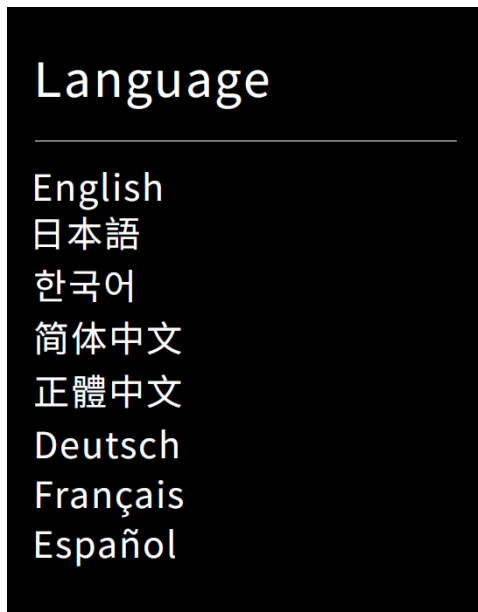 Language
English
日本語
한국어
简体中文
正體中文
Deutsch
Français
Español